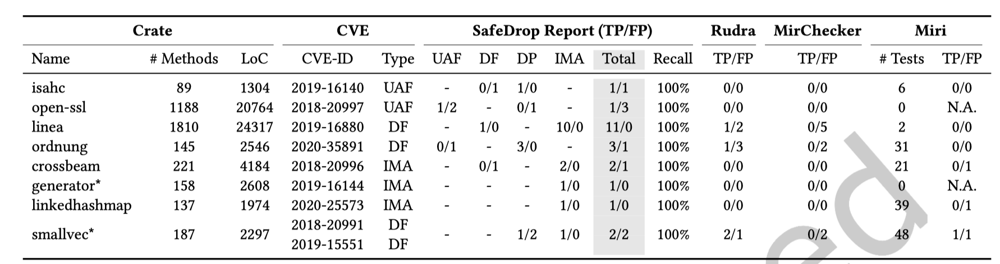 Crate CVE SafeDrop Report (TP/FP) Rudra MirChecker Miri
Name # Methods LoC CVE-ID Type UAF DF DP IMA Total Recall TP/FP TP/FP # Tests TP/FP
isahc 89 1304 2019-16140 UAF - 0/1 1/0 - 1/1 100% 0/0 0/0 6 0/0
open-ssl 1188 20764 2018-20997 UAF 1/2 - 0/1 - 1/3 100% 0/0 0/0 0 N.A.
linea 1810 24317 2019-16880 DF - 1/0 - 10/0 11/0 100% 1/2 0/5 2 0/0
ordnung 145 2546 2020-35891 DF 0/1 - 3/0 - 3/1 100% 1/3 0/2 31 0/0
crossbeam 221 4184 2018-20996 IMA - 0/1 - 2/0 2/1 100% 0/0 0/0 21 0/1
generator* 158 2608 2019-16144 IMA - - - 1/0 1/0 100% 0/0 0/0 0 N.A.
linkedhashmap 137 1974 2020-25573 IMA - - - 1/0 1/0 100% 0/0 0/0 39 0/1
2018-20991 DF
smallvec* 187 2297 - - 1/2 1/0 2/2 100% 2/1 0/2 48 1/1
2019-15551 DF
ed